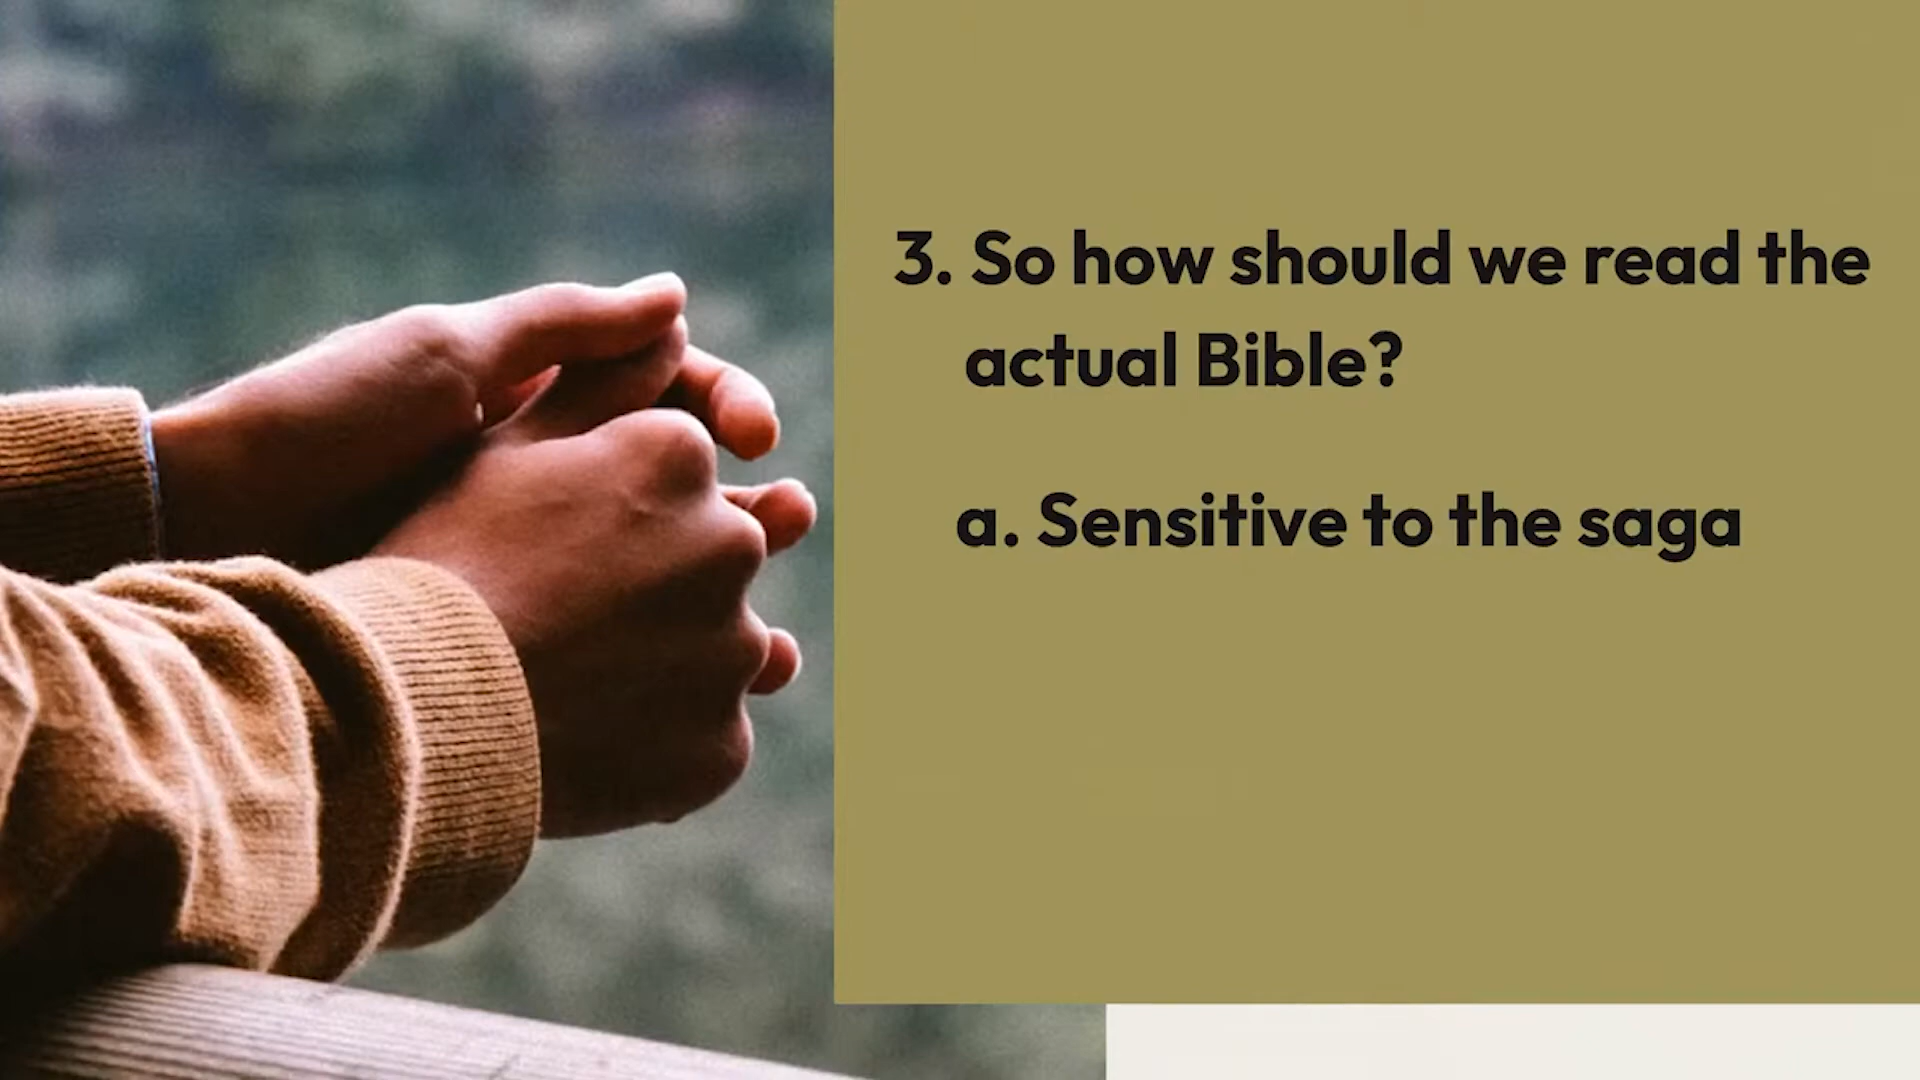 3. So how should we read the
actual Bible?
a. Sensitive to the saga